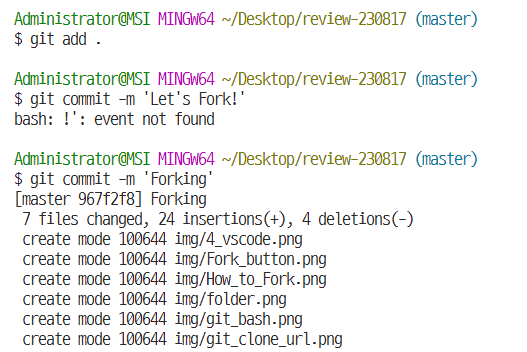 Administrator@MSI MINGW64 ~/Desktop/review-230817 (master)
$ git add .
Administrator@MSI MINGW64 ~/Desktop/review-230817 (master)
$ git commit -m 'Let's Fork!'
bash: !': event not found
Administrator@MSI MINGW64 ~/Desktop/review-230817 (master)
$ git commit -m 'Forking'
[master 967f2f8] Forking
 7 files changed, 24 insertions(+), 4 deletions(-)
 create mode 100644 img/4_vscode.png
 create mode 100644 img/Fork_button.png
 create mode 100644 img/How_to_Fork.png
 create mode 100644 img/folder.png
 create mode 100644 img/git_bash.png
 create mode 100644 img/git_clone_url.png